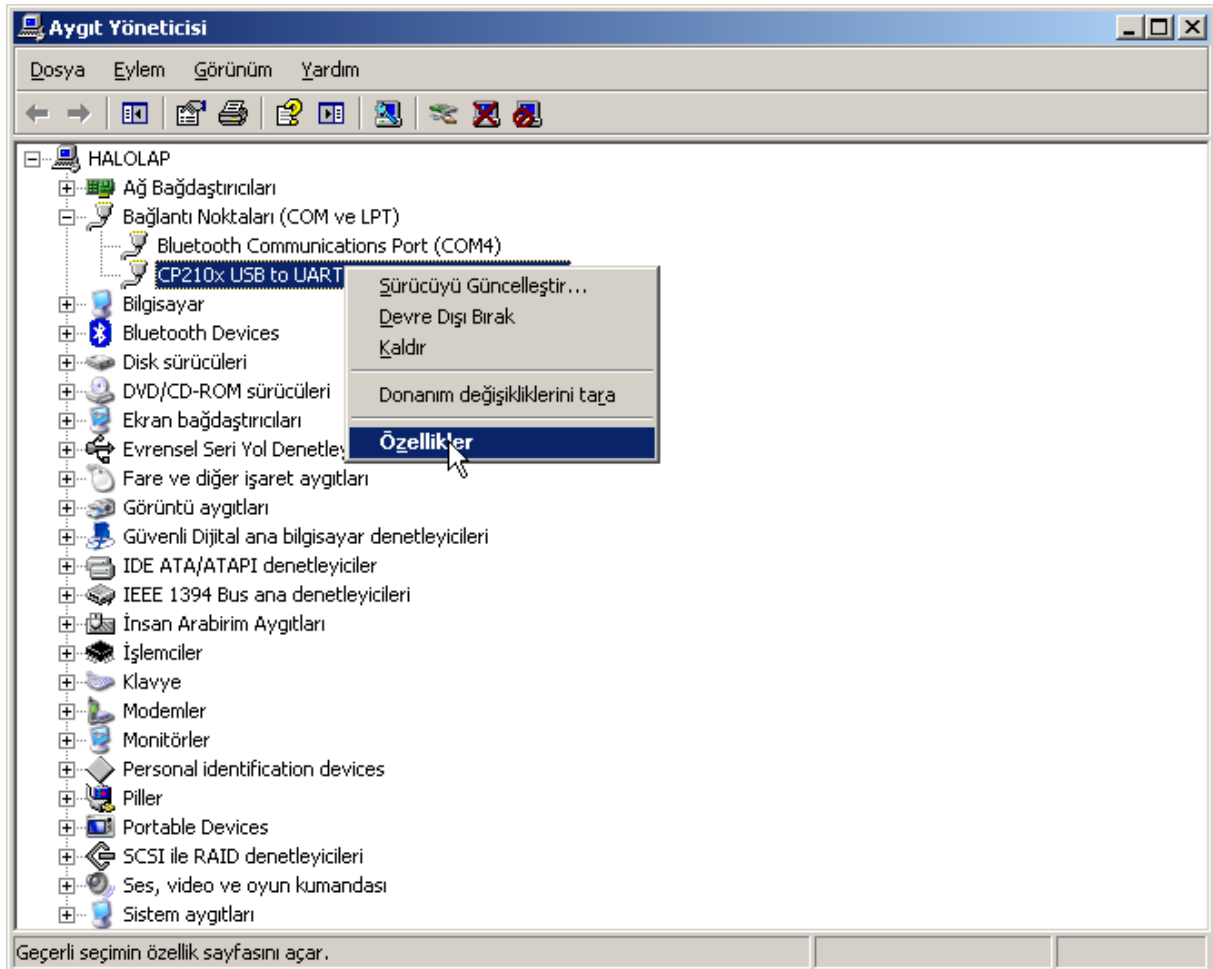 Aygıt Yöneticisi
Dosya Eylem Görünüm Yardım
HALOLAP
Ağ Bağdaştırıcıları
Bağlantı Noktaları (COM ve LPT)
Bluetooth Communications Port (COM4)
CP210x USB to UART
Sürücüyü Güncelleştir...
Devre Dışı Bırak
Kaldır
Donanım değişikliklerini tara
Özellikler
Bilgisayar
Bluetooth Devices
Disk sürücüleri
DVD/CD-ROM sürücüleri
Ekran bağdaştırıcıları
Evrensel Seri Yol Denetley
Fare ve diğer işaret aygıtları
Görüntü aygıtları
Güvenli Dijital ana bilgisayar denetleyicileri
IDE ATA/ATAPI denetleyiciler
IEEE 1394 Bus ana denetleyicileri
İnsan Arabirim Aygıtları
İşlemciler
Klavye
Modemler
Monitörler
Personal identification devices
Piller
Portable Devices
SCSI ile RAID denetleyicileri
Ses, video ve oyun kumandası
Sistem aygıtları
Geçerli seçimin özellik sayfasını açar.